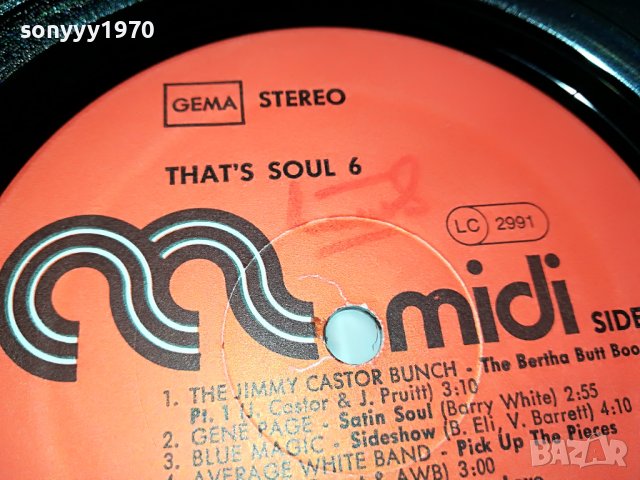 sonyyy1970
GEMA STEREO
THAT'S SOUL 6
LC 2991
midi
SIDE
1. THE JIMMY CASTOR BUNCH - The Bertha Butt Boo
Pt. 1 (J. Castor & J. Pruitt) 3:10
2. GENE PAGE - Satin Soul (Barry White) 2:55
3. BLUE MAGIC - Sideshow (B. Eli, V. Barrett) 4:10
AVERAGE WHITE BAND - Pick Up The Pieces
& AWB) 3:00
BAZAR